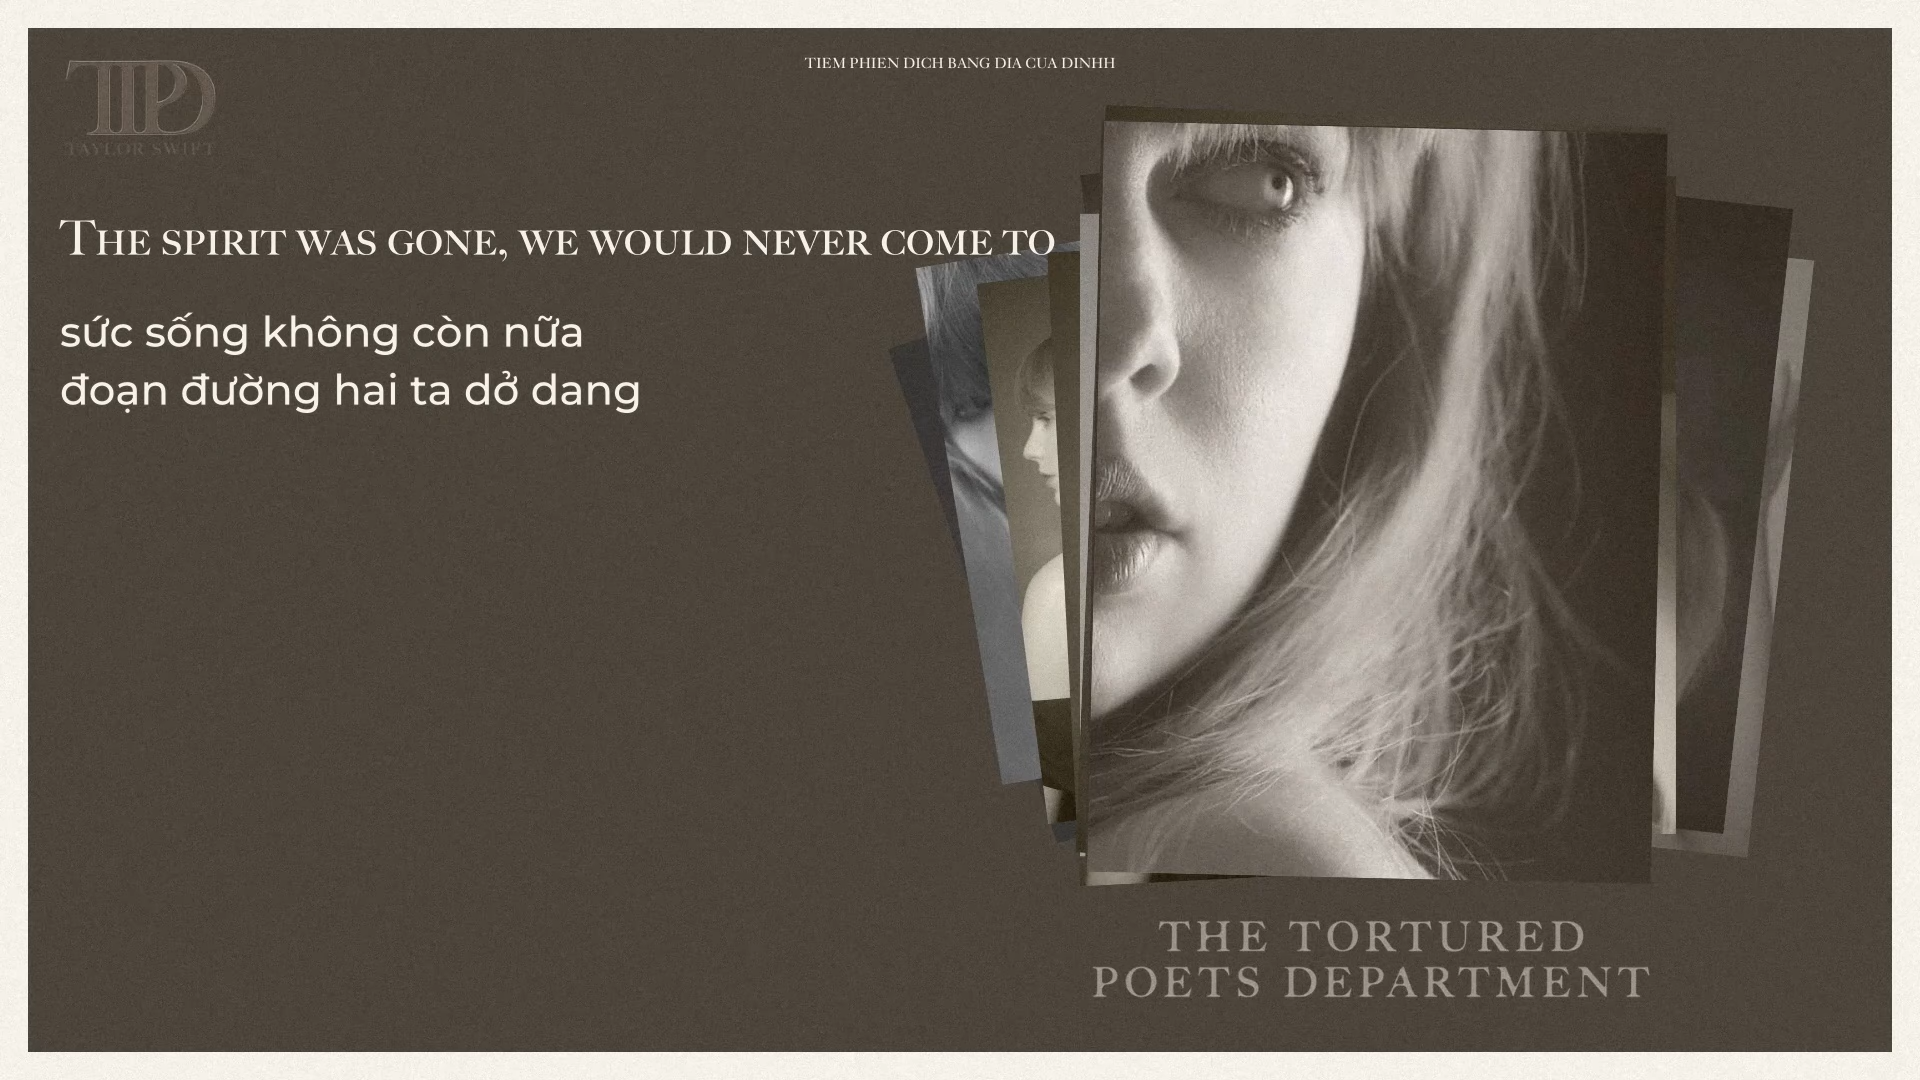 TIEM PHIEN DICH BANG DIA CUA DINHH
TTPD
TAYLOR SWIFT
THE SPIRIT WAS GONE, WE WOULD NEVER COME TO
sức sống không còn nữa
đoạn đường hai ta dở dang
THE TORTURED
POETS DEPARTMENT